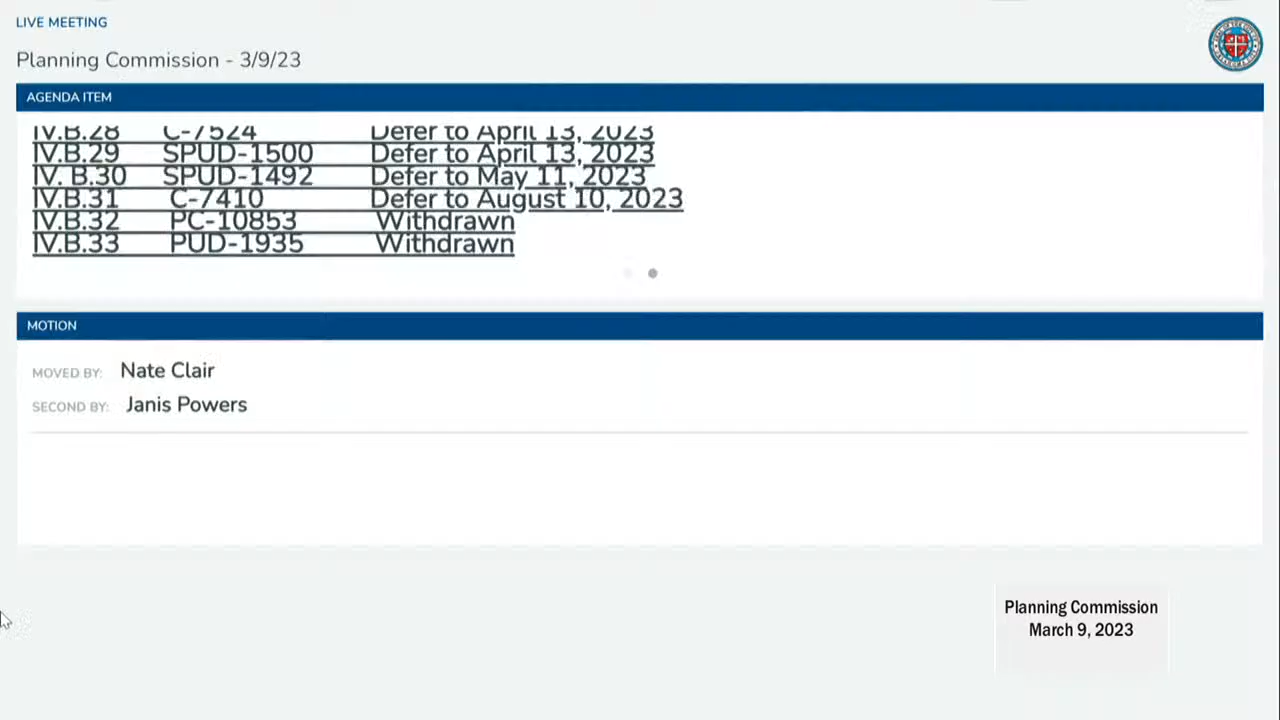 LIVE MEETING
Planning Commission - 3/9/23
AGENDA ITEM
IV.B.28 C-7524 Defer to April 13, 2023
IV.B.29 SPUD-1500 Defer to April 13, 2023
IV. B.30 SPUD-1492 Defer to May 11, 2023
IV.B.31 C-7410 Defer to August 10, 2023
IV.B.32 PC-10853 Withdrawn
IV.B.33 PUD-1935 Withdrawn
MOTION
MOVED BY: Nate Clair
SECOND BY: Janis Powers
Planning Commission
March 9, 2023